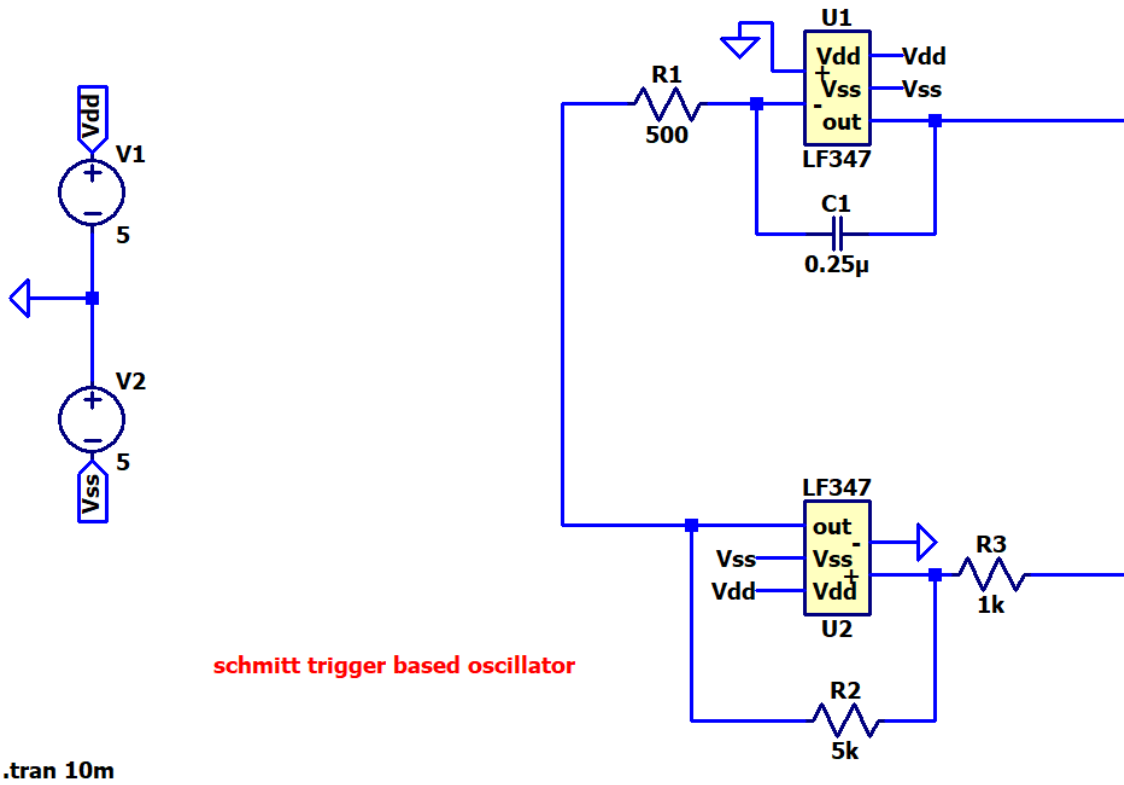 Vdd
V1
5
V2
5
Vss
R1
500
U1
Vdd
Vdd
+
Vss
Vss
-
out
LF347
C1
0.25µ
LF347
out
-
Vss
Vss
+
Vdd
Vdd
U2
R3
1k
R2
5k
schmitt trigger based oscillator
.tran 10m